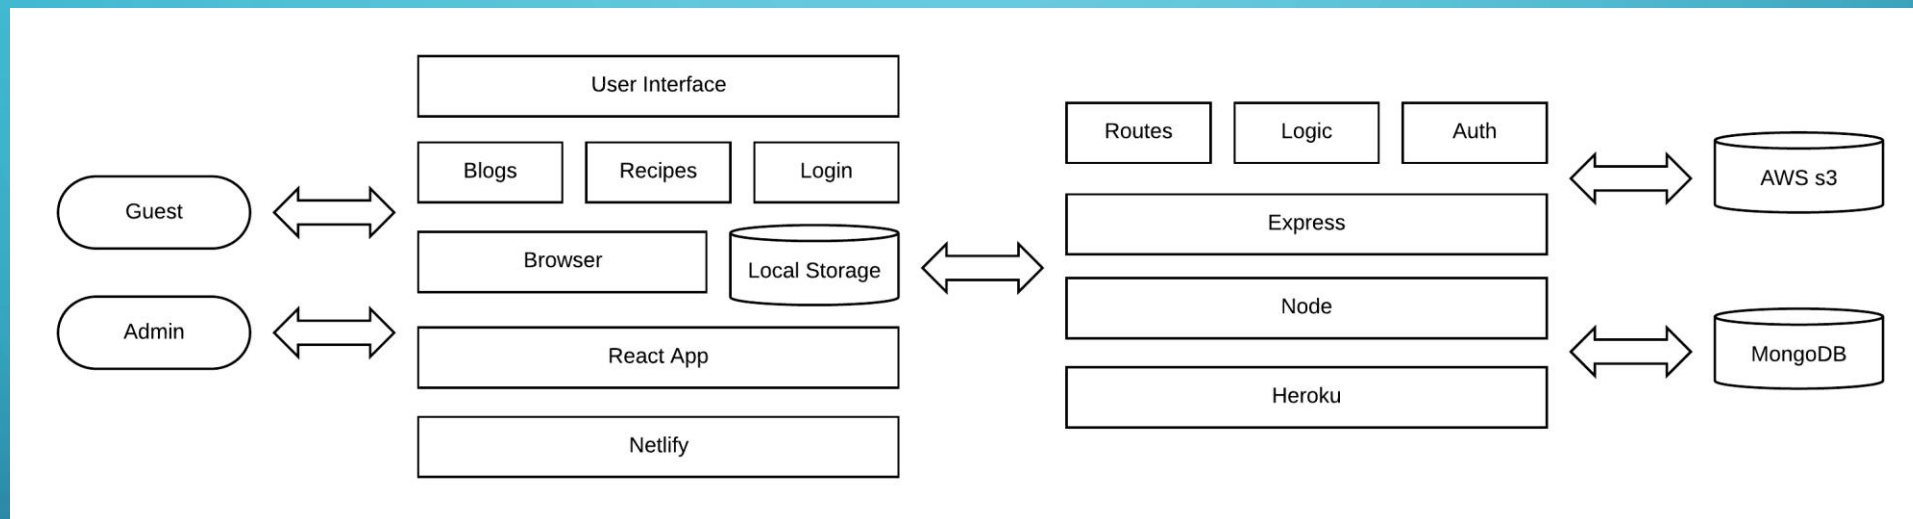 Guest
Admin
User Interface
Blogs
Recipes
Login
Browser
Local Storage
React App
Netlify
Routes
Logic
Auth
Express
Node
Heroku
AWS s3
MongoDB